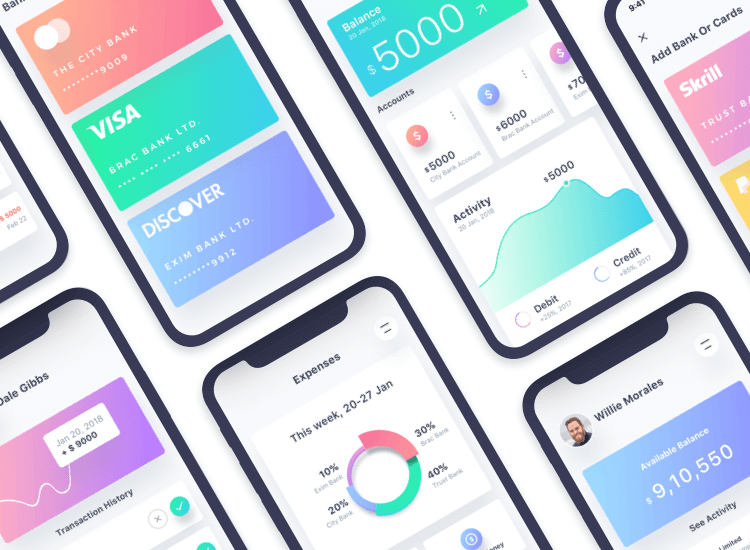 Ban
THE CITY BANK
********9009
VISA
BRAC BANK LTD.
**** **** **** 6661
DISCOVER
EXIM BANK LTD.
********9912
$ 5000
Feb 22
Balance
20 Jan, 2018
$5000
Accounts
$5000
City Bank Account
$6000
Brac Bank Account
$70
Exim
Activity
20 Jan, 2018
$5000
Debit
+25%, 2017
Credit
+85%, 2017
9:41
Add Bank Or Cards
Skrill
TRUST BA
Dale Gibbs
Jan 20, 2018
+ $ 9000
Transaction History
Expenses
This week, 20-27 Jan
30%
Brac Bank
10%
Exim Bank
40%
Trust Bank
20%
City Bank
Willie Morales
Available Balance
$9,10,550
See Activity
Limited